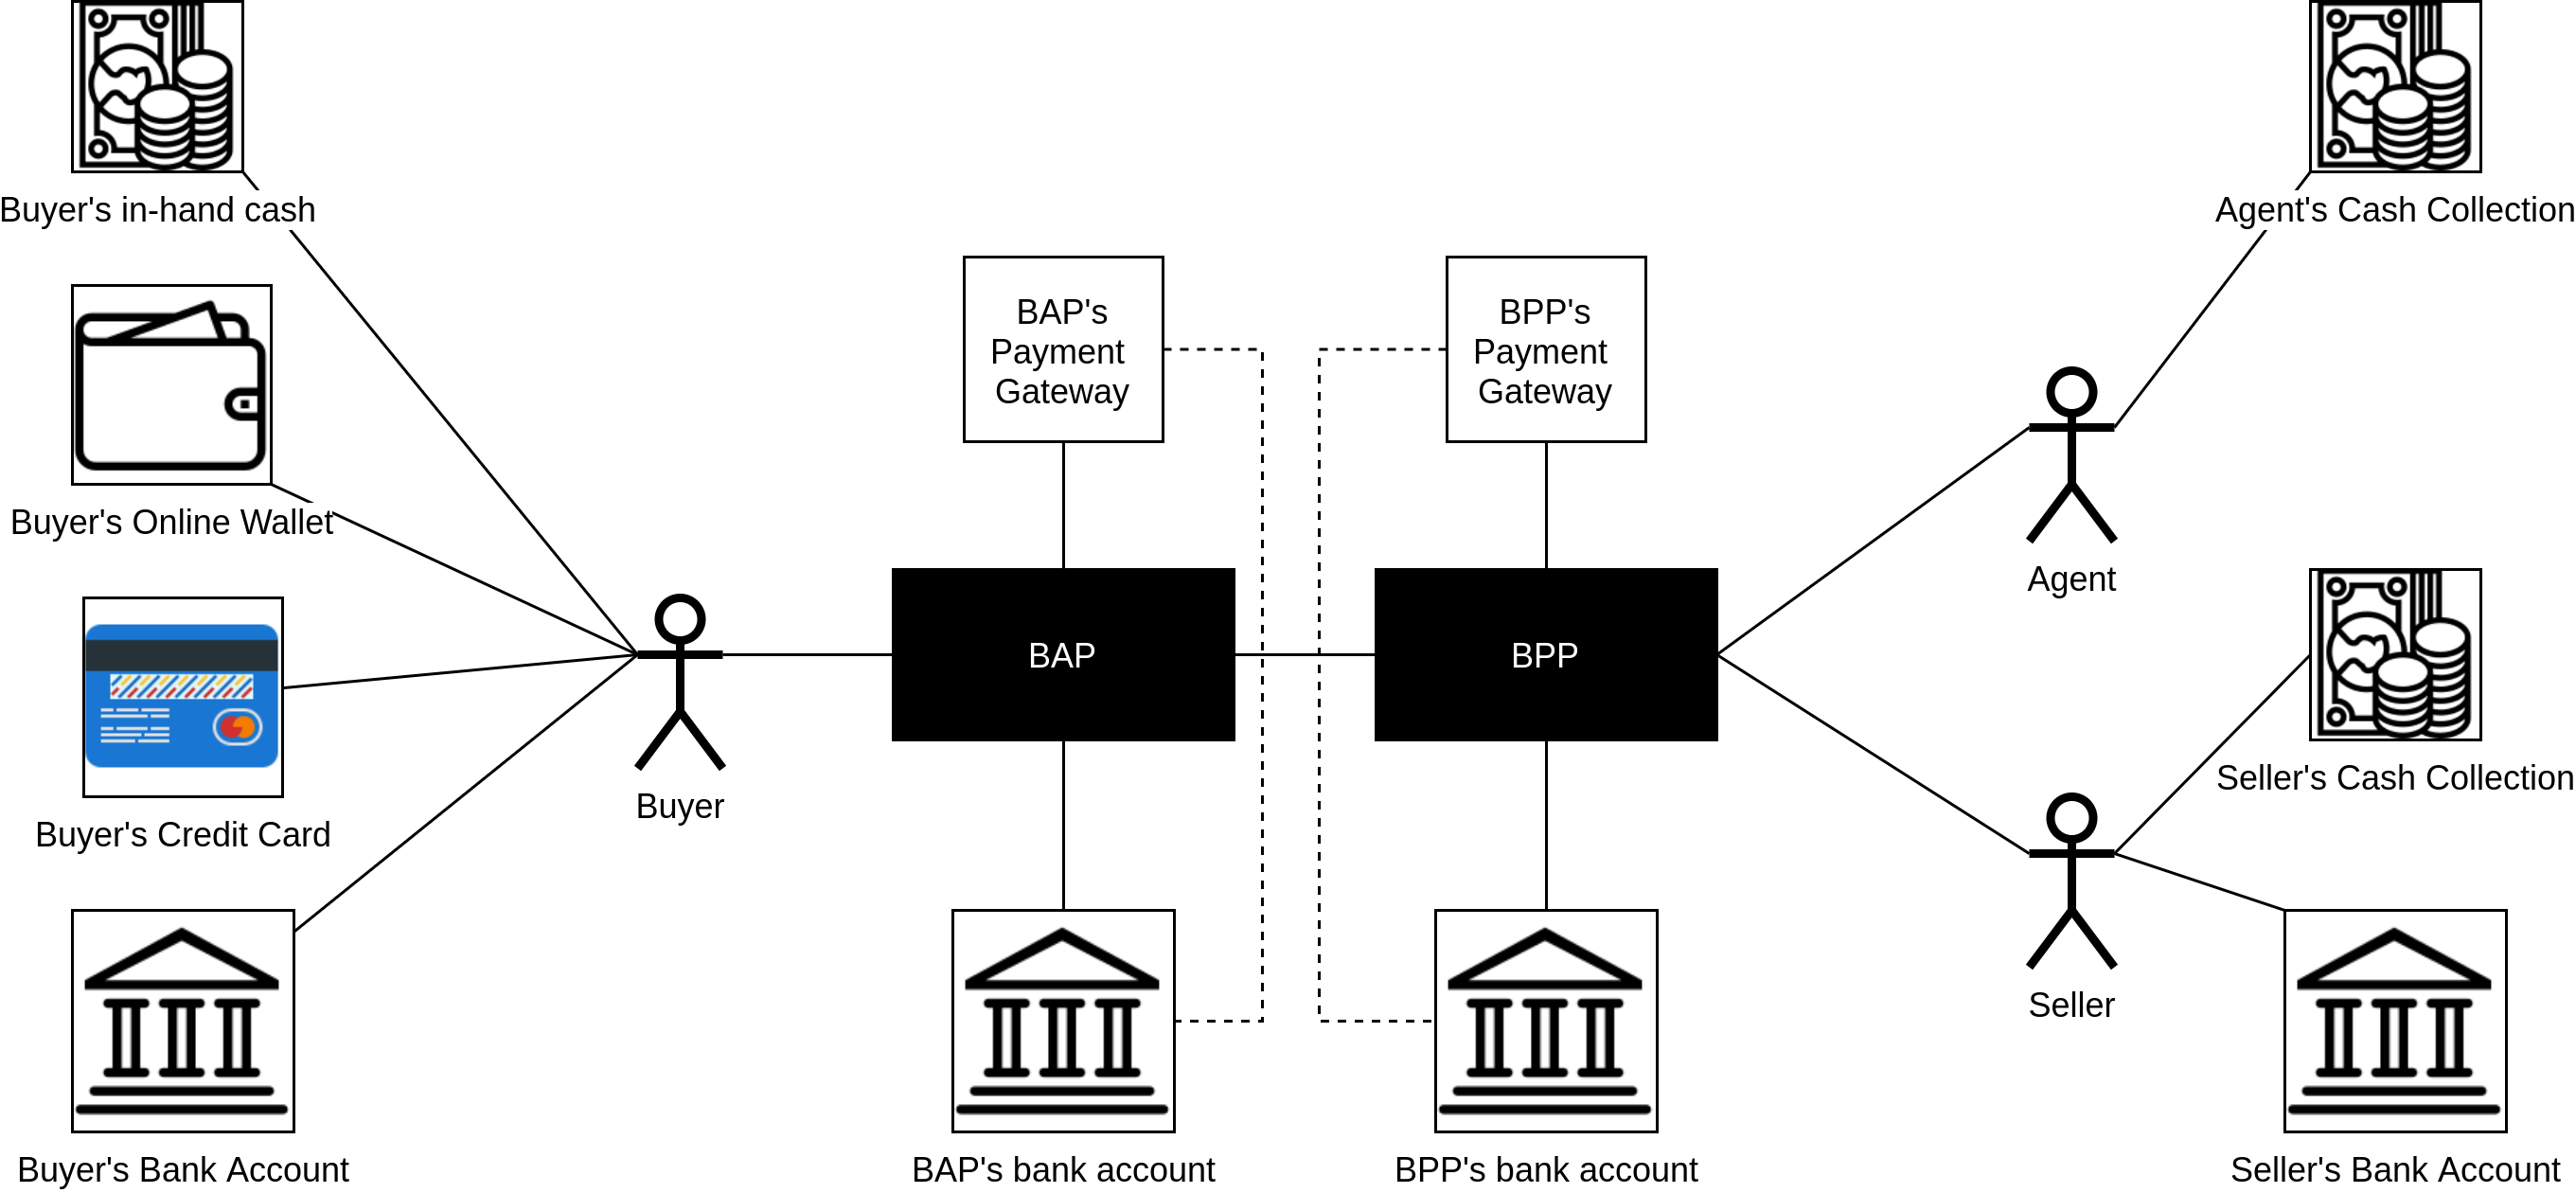 Buyer's in-hand cash
Agent's Cash Collection
BAP's
Payment
Gateway
BPP's
Payment
Gateway
Buyer's Online Wallet
Agent
BAP
BPP
Buyer
Seller's Cash Collection
Buyer's Credit Card
Seller
Buyer's Bank Account
BAP's bank account
BPP's bank account
Seller's Bank Account